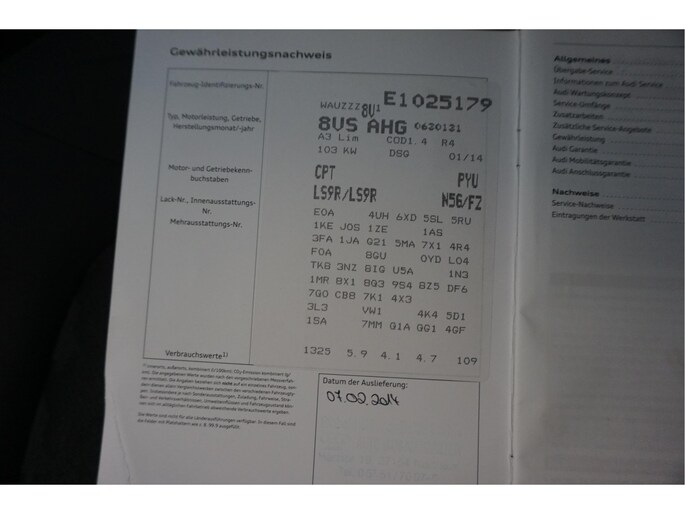 Gewährleistungsnachweis
Fahrzeug-Identifizierungs-Nr.
WAUZZZ8U1 E1025179
Typ, Motorleistung, Getriebe,
Herstellungsmonat/-jahr
8US AHG 0620121
A3 Lim COD1.4 R4
103 KW DSG 01/14
Motor- und Getriebekenn-
buchstaben
CPT PYU
Lack-Nr., Innenausstattungs-
Nr.
LS9R/LS9R N56/FZ
Mehrausstattungs-Nr.
E0A 4UH 6XD 5SL 5RU
1KE J0S 1ZE 1AS
3FA 1JA Q21 5MA 7X1 4R4
F0A 8GU 0YD L04
TK8 3NZ 8IG U5A 1N3
1MR 8X1 8Q3 9S4 8Z5 DF6
7Q0 CB8 7K1 4X3
3L3 VW1 4K4 5D1
1SA 7MM G1A QG1 4GF
Verbrauchswerte1) 1325 5.9 4.1 4.7 109
Datum der Auslieferung:
07.02.2014
Allgemeines
Übergabe-Service
Informationen zum Audi Service
Audi Wartungskonzept
Service-Umfänge
Zusatzarbeiten
Zusätzliche Service-Angebote
Gewährleistung
Audi Garantie
Audi Mobilitätsgarantie
Audi Anschlussgarantie
Nachweise
Service-Nachweise
Eintragungen der Werkstatt